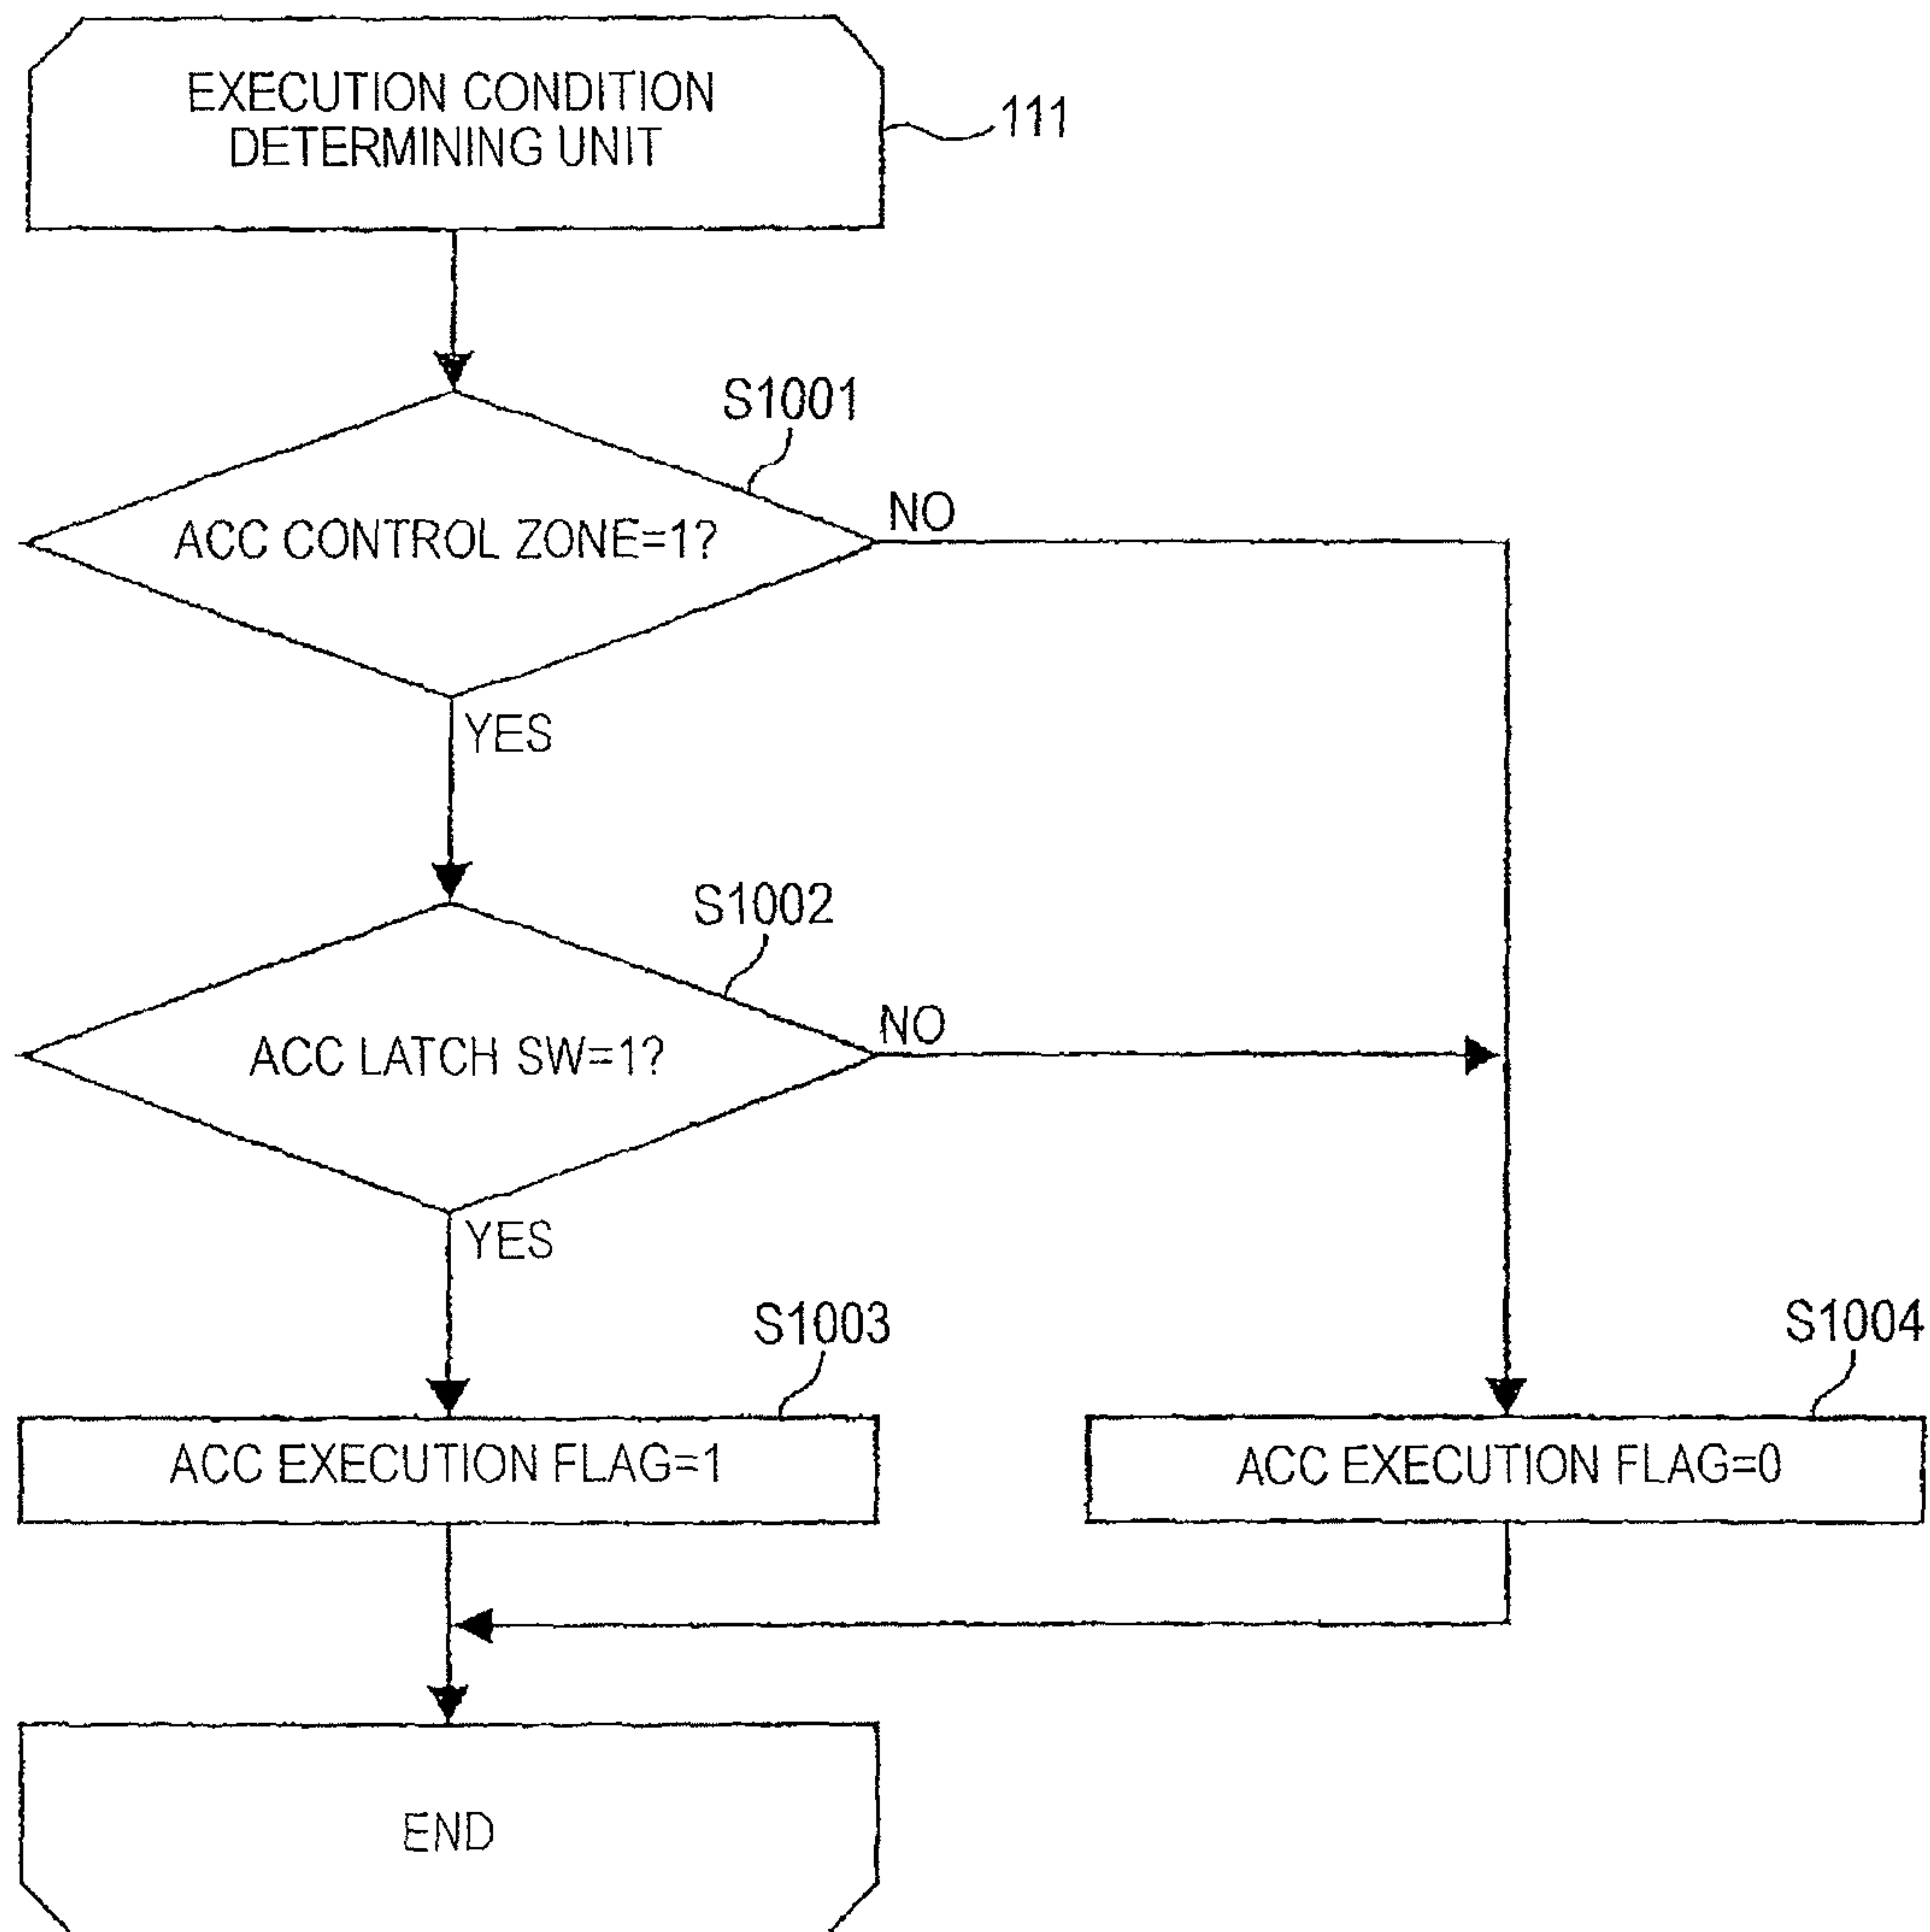 EXECUTION CONDITION
DETERMINING UNIT
111
S1001
ACC CONTROL ZONE=1?
NO
YES
S1002
ACC LATCH SW=1?
NO
YES
S1003
S1004
ACC EXECUTION FLAG=1
ACC EXECUTION FLAG=0
END